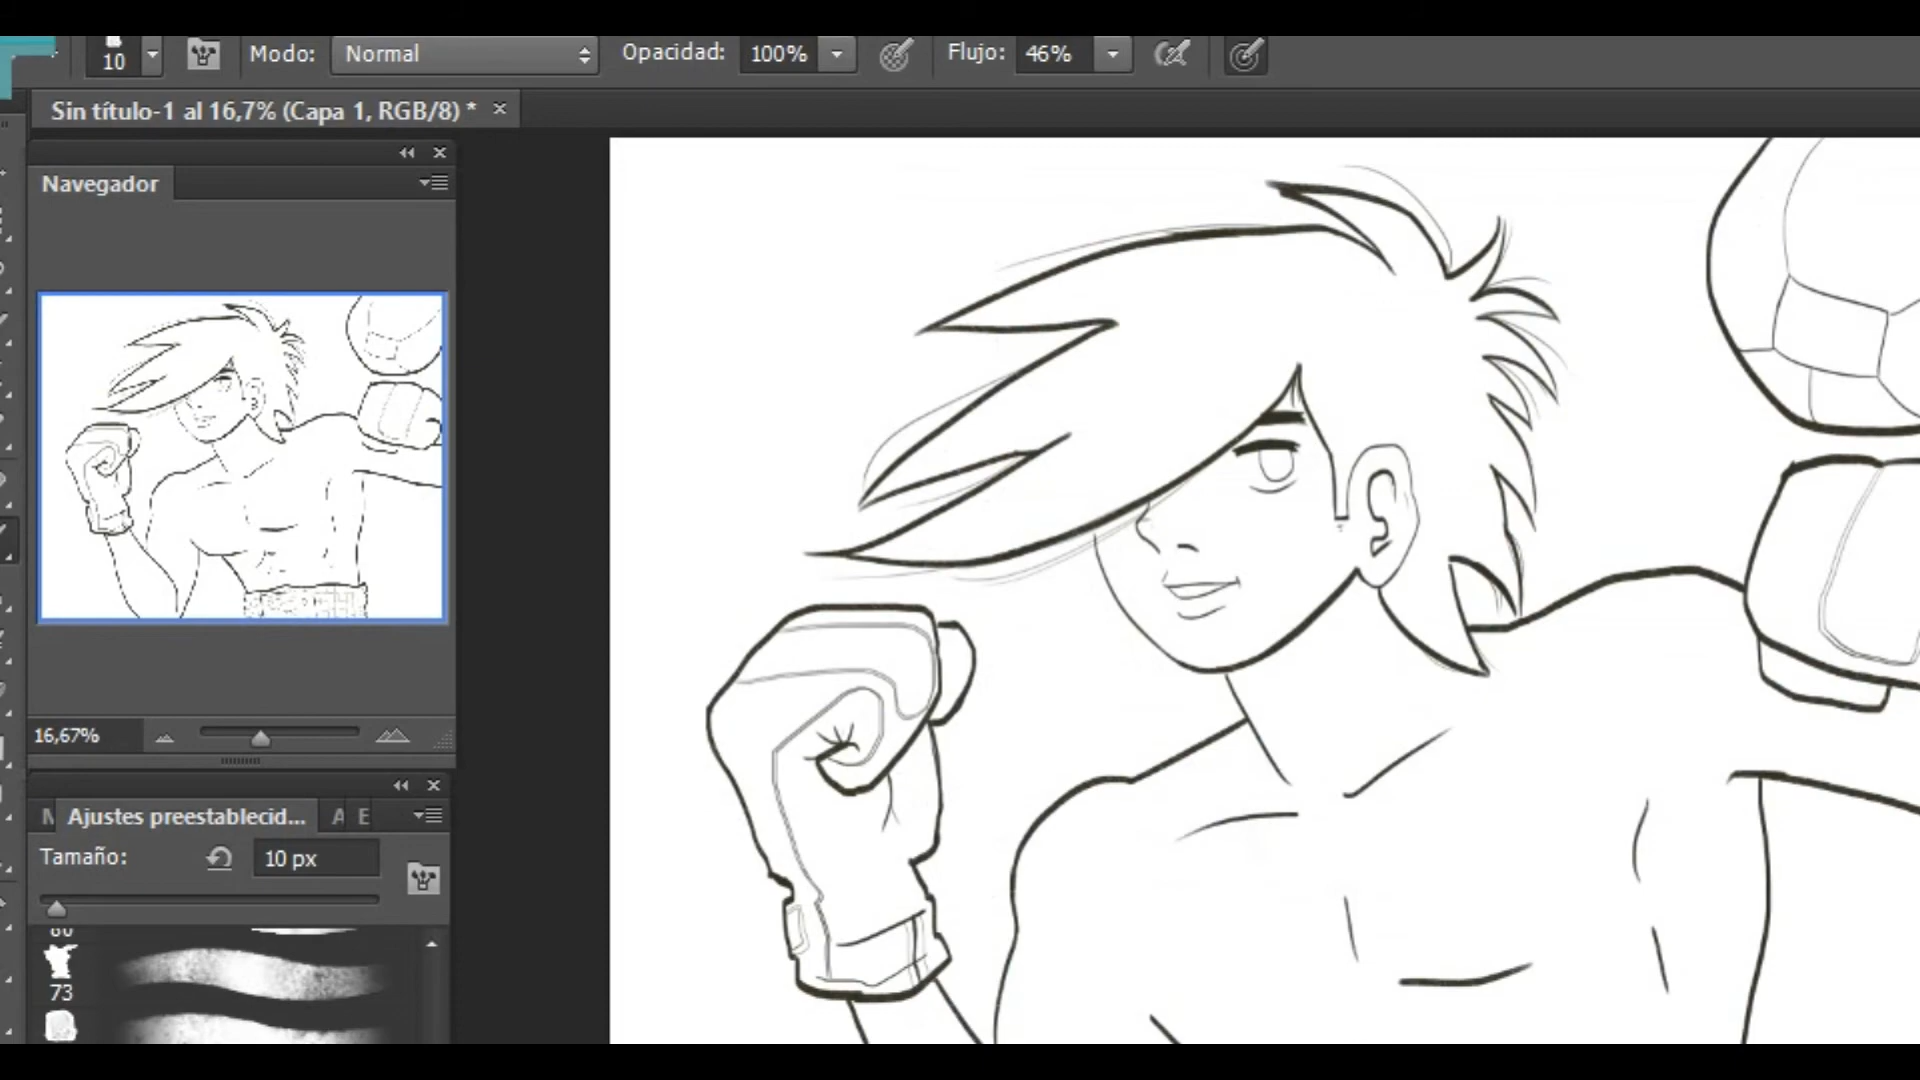 10 Modo: Normal Opacidad: 100% Flujo: 46%
Sin título-1 al 16,7% (Capa 1, RGB/8) *
Navegador
16,67%
M Ajustes preestablecid... A E
Tamaño: 10 px
60
73